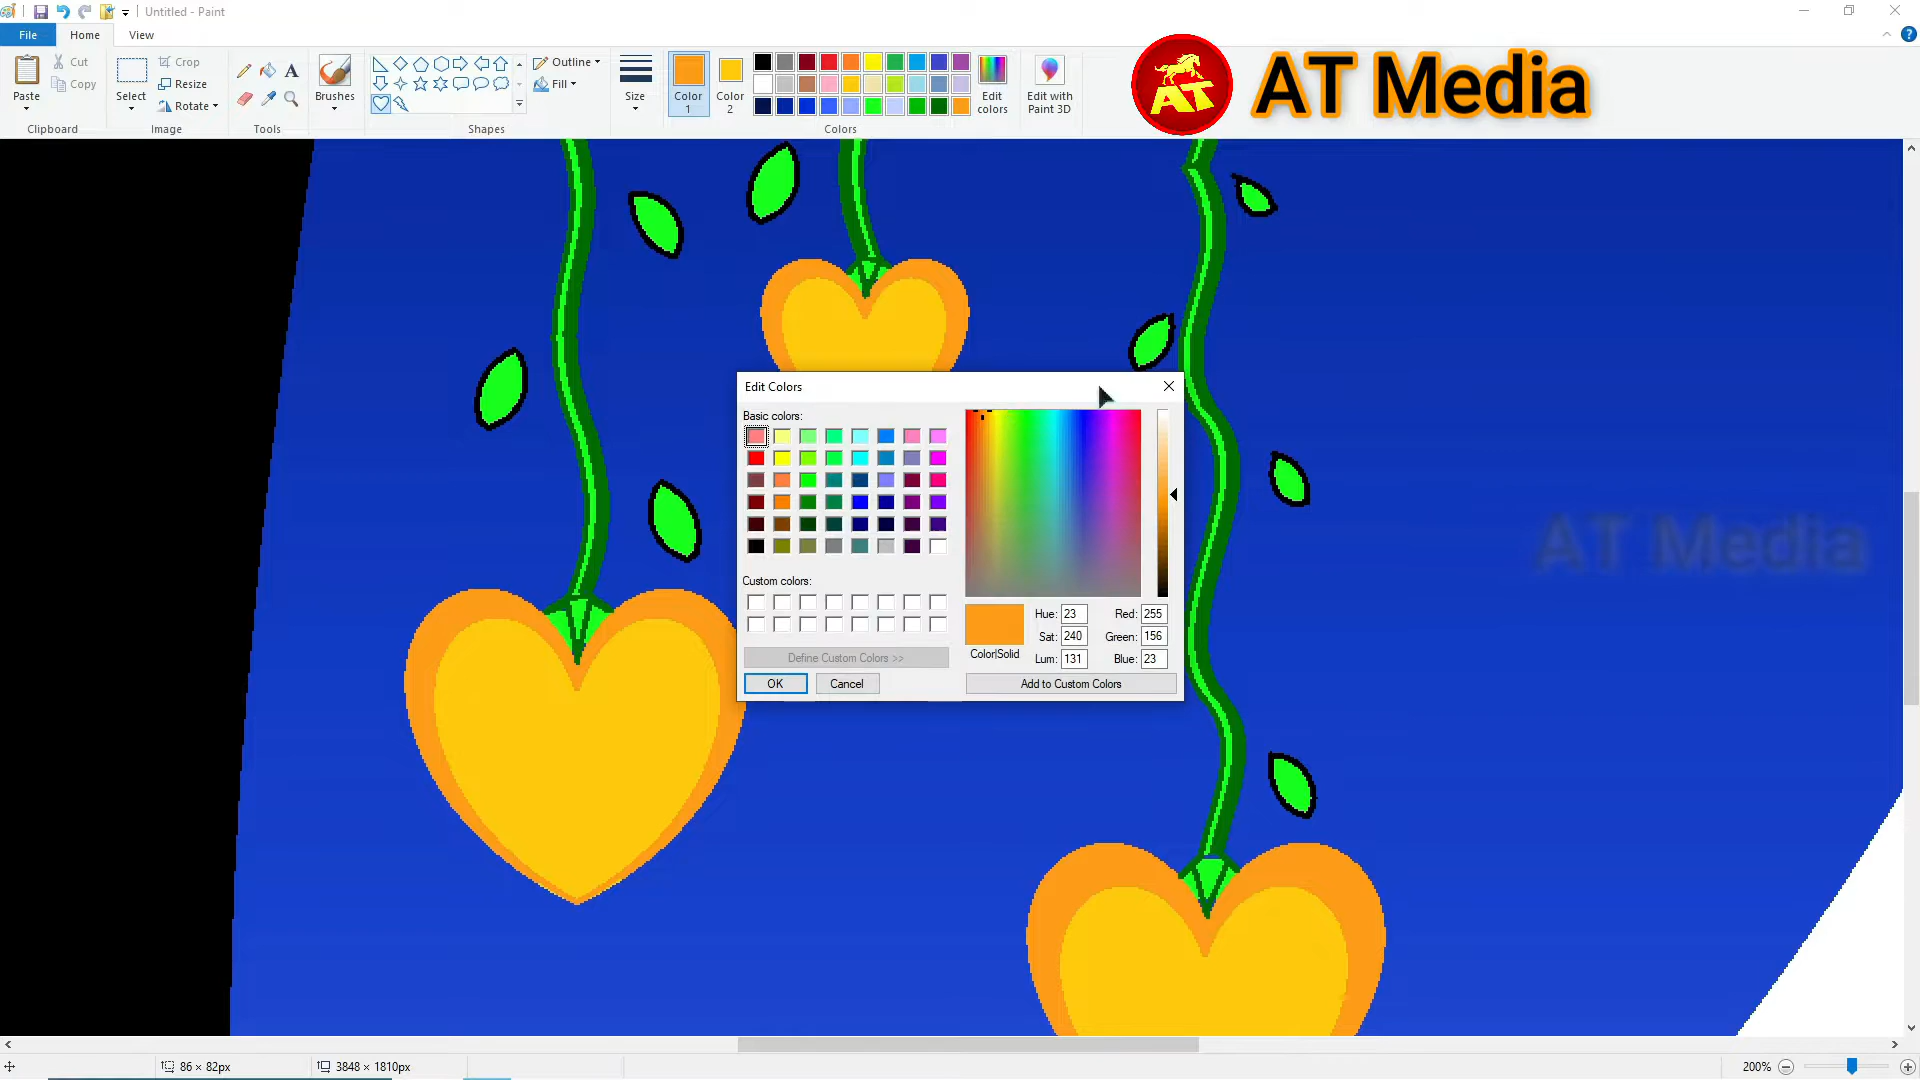 Untitled - Paint
File Home View
Paste
Cut
Copy
Clipboard
Select
Crop
Resize
Rotate
Image
A
Tools
Brushes
Shapes
Outline
Fill
Size
Color 1
Color 2
Colors
Edit colors
Edit with Paint 3D
AT
AT Media
Edit Colors
Basic colors:
Custom colors:
Define Custom Colors >>
OK
Cancel
Color|Solid
Hue: 23
Sat: 240
Lum: 131
Red: 255
Green: 156
Blue: 23
Add to Custom Colors
AT Media
86 × 82px
3848 × 1810px
200%